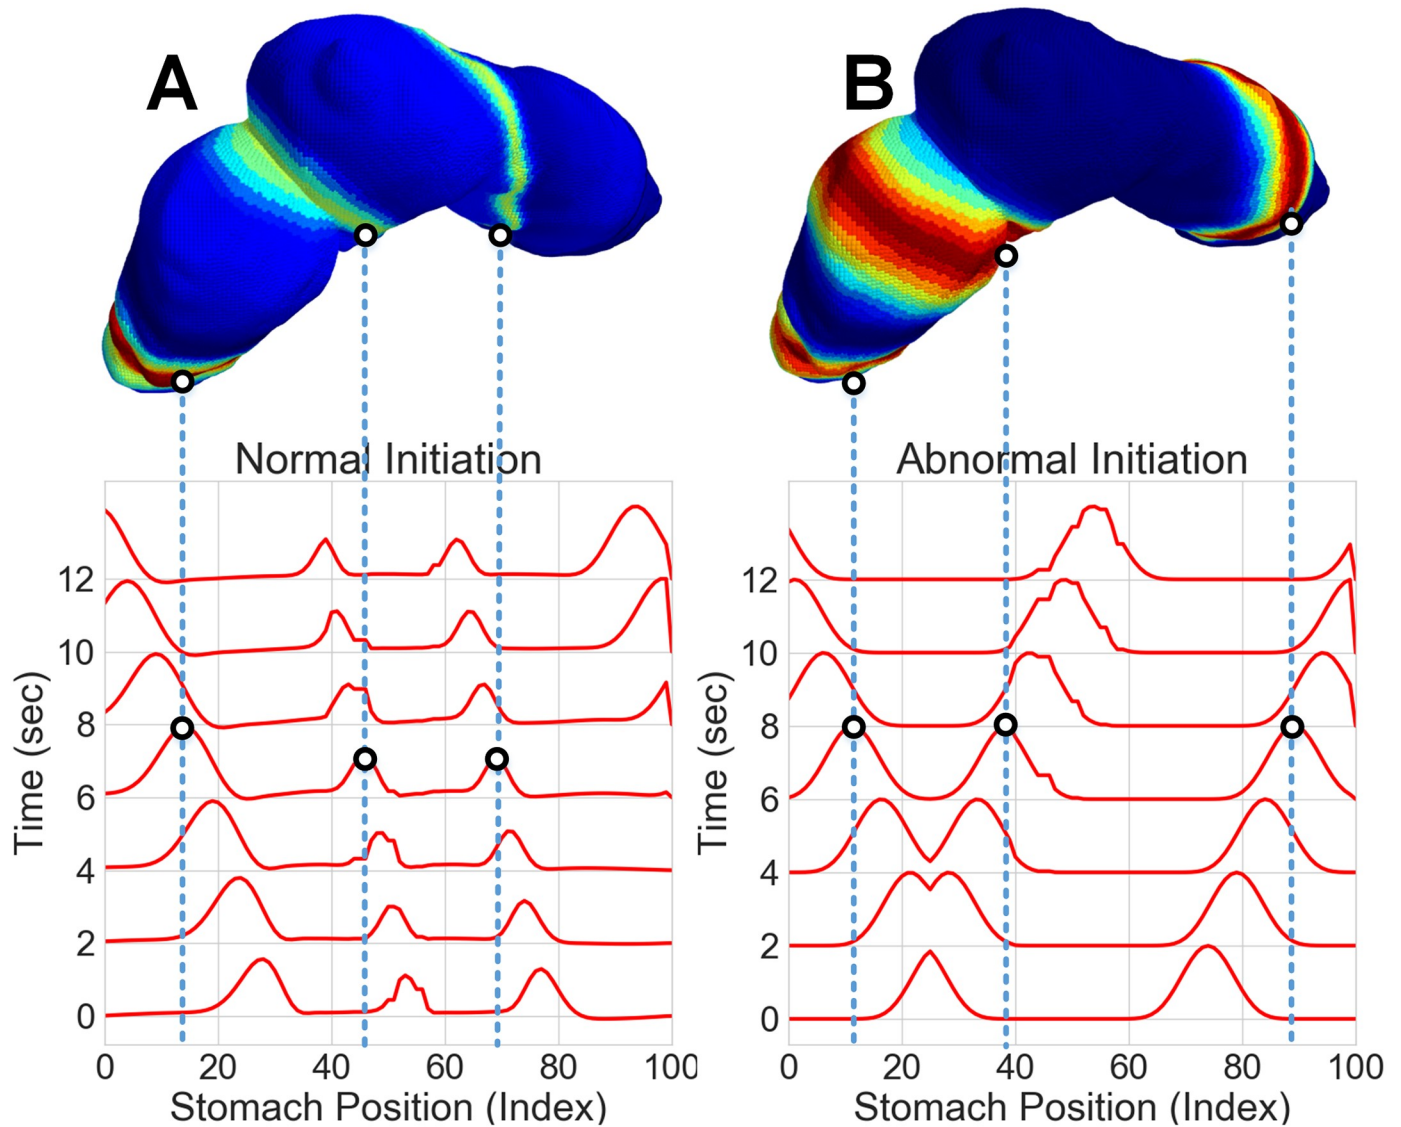 A
B
Normal Initiation
Abnormal Initiation
Time (sec)
12
10
8
6
4
2
0
0 20 40 60 80 100
Stomach Position (Index)
Time (sec)
12
10
8
6
4
2
0
0 20 40 60 80 100
Stomach Position (Index)